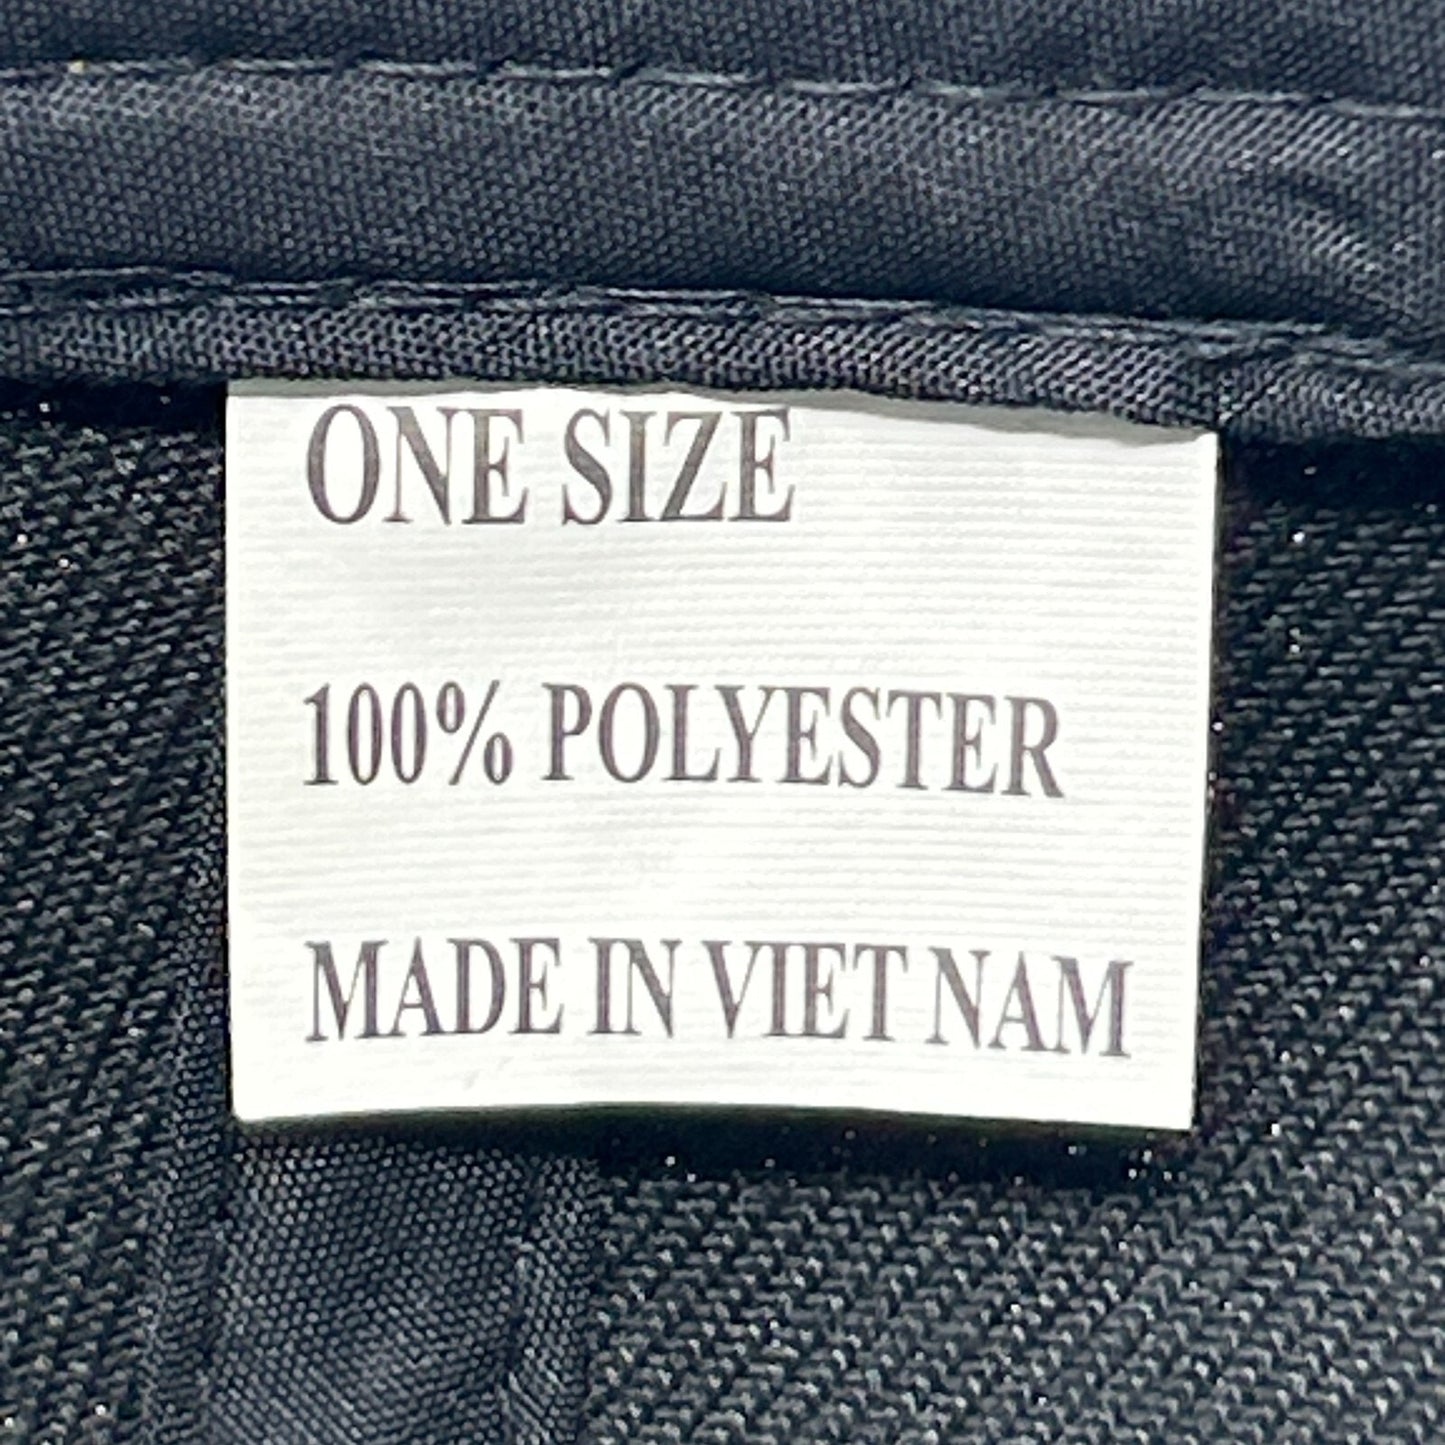 ONE SIZE
100% POLYESTER
MADE IN VIET NAM